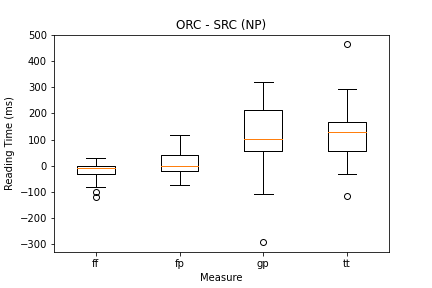 ORC - SRC (NP)
500
400
300
200
100
0
−100
−200
−300
Reading Time (ms)
ff
fp
gp
tt
Measure